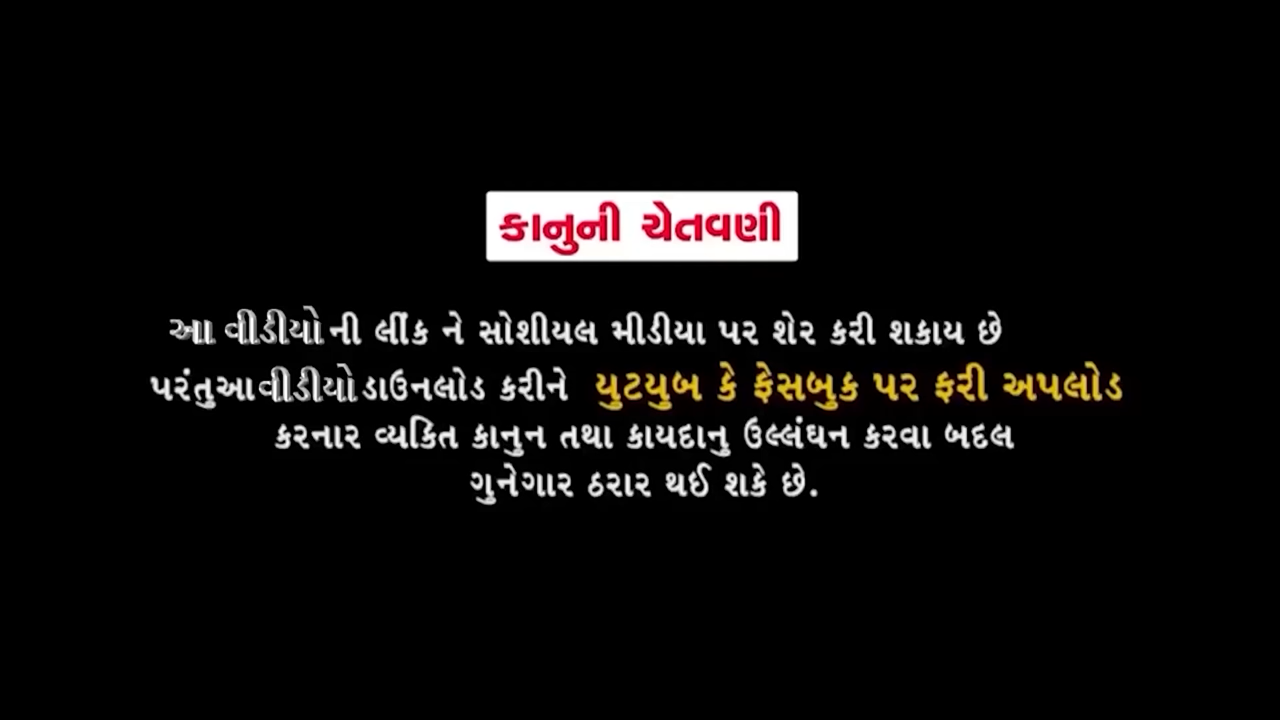 કાનુની ચેતવણી
આ વીડીયો ની લીંક ને સોશીયલ મીડીયા પર શેર કરી શકાય છે
પરંતુઆવીડીયો ડાઉનલોડ કરીને યુટયુબ કે ફેસબુક પર ફરી અપલોડ
કરનાર વ્યકિત કાનુન તથા કાયદાનુ ઉલ્લંઘન કરવા બદલ
ગુનેગાર ઠરાર થઈ શકે છે.